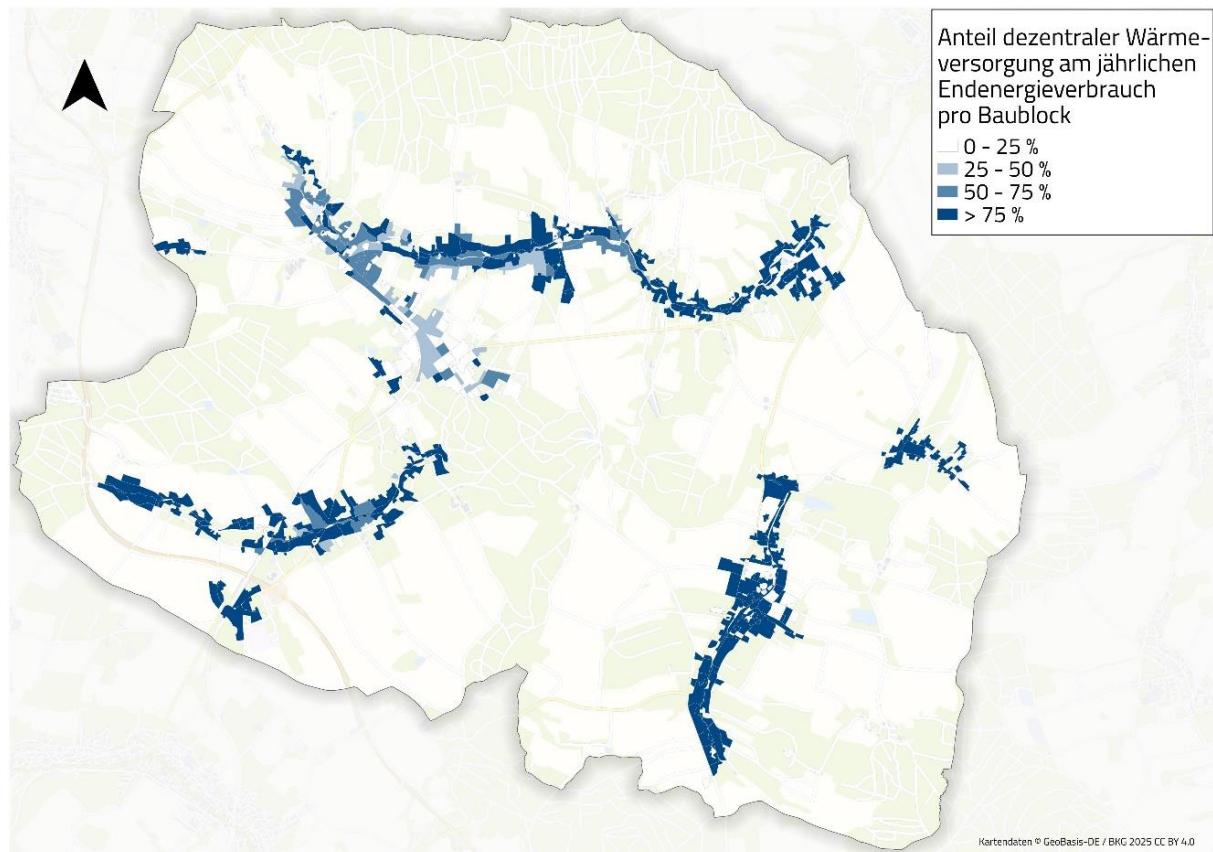 Anteil dezentraler Wärme-
versorgung am jährlichen
Endenergieverbrauch
pro Baublock
0 - 25 %
25 - 50 %
50 - 75 %
> 75 %
Kartendaten © GeoBasis-DE / BKG 2025 CC BY 4.0